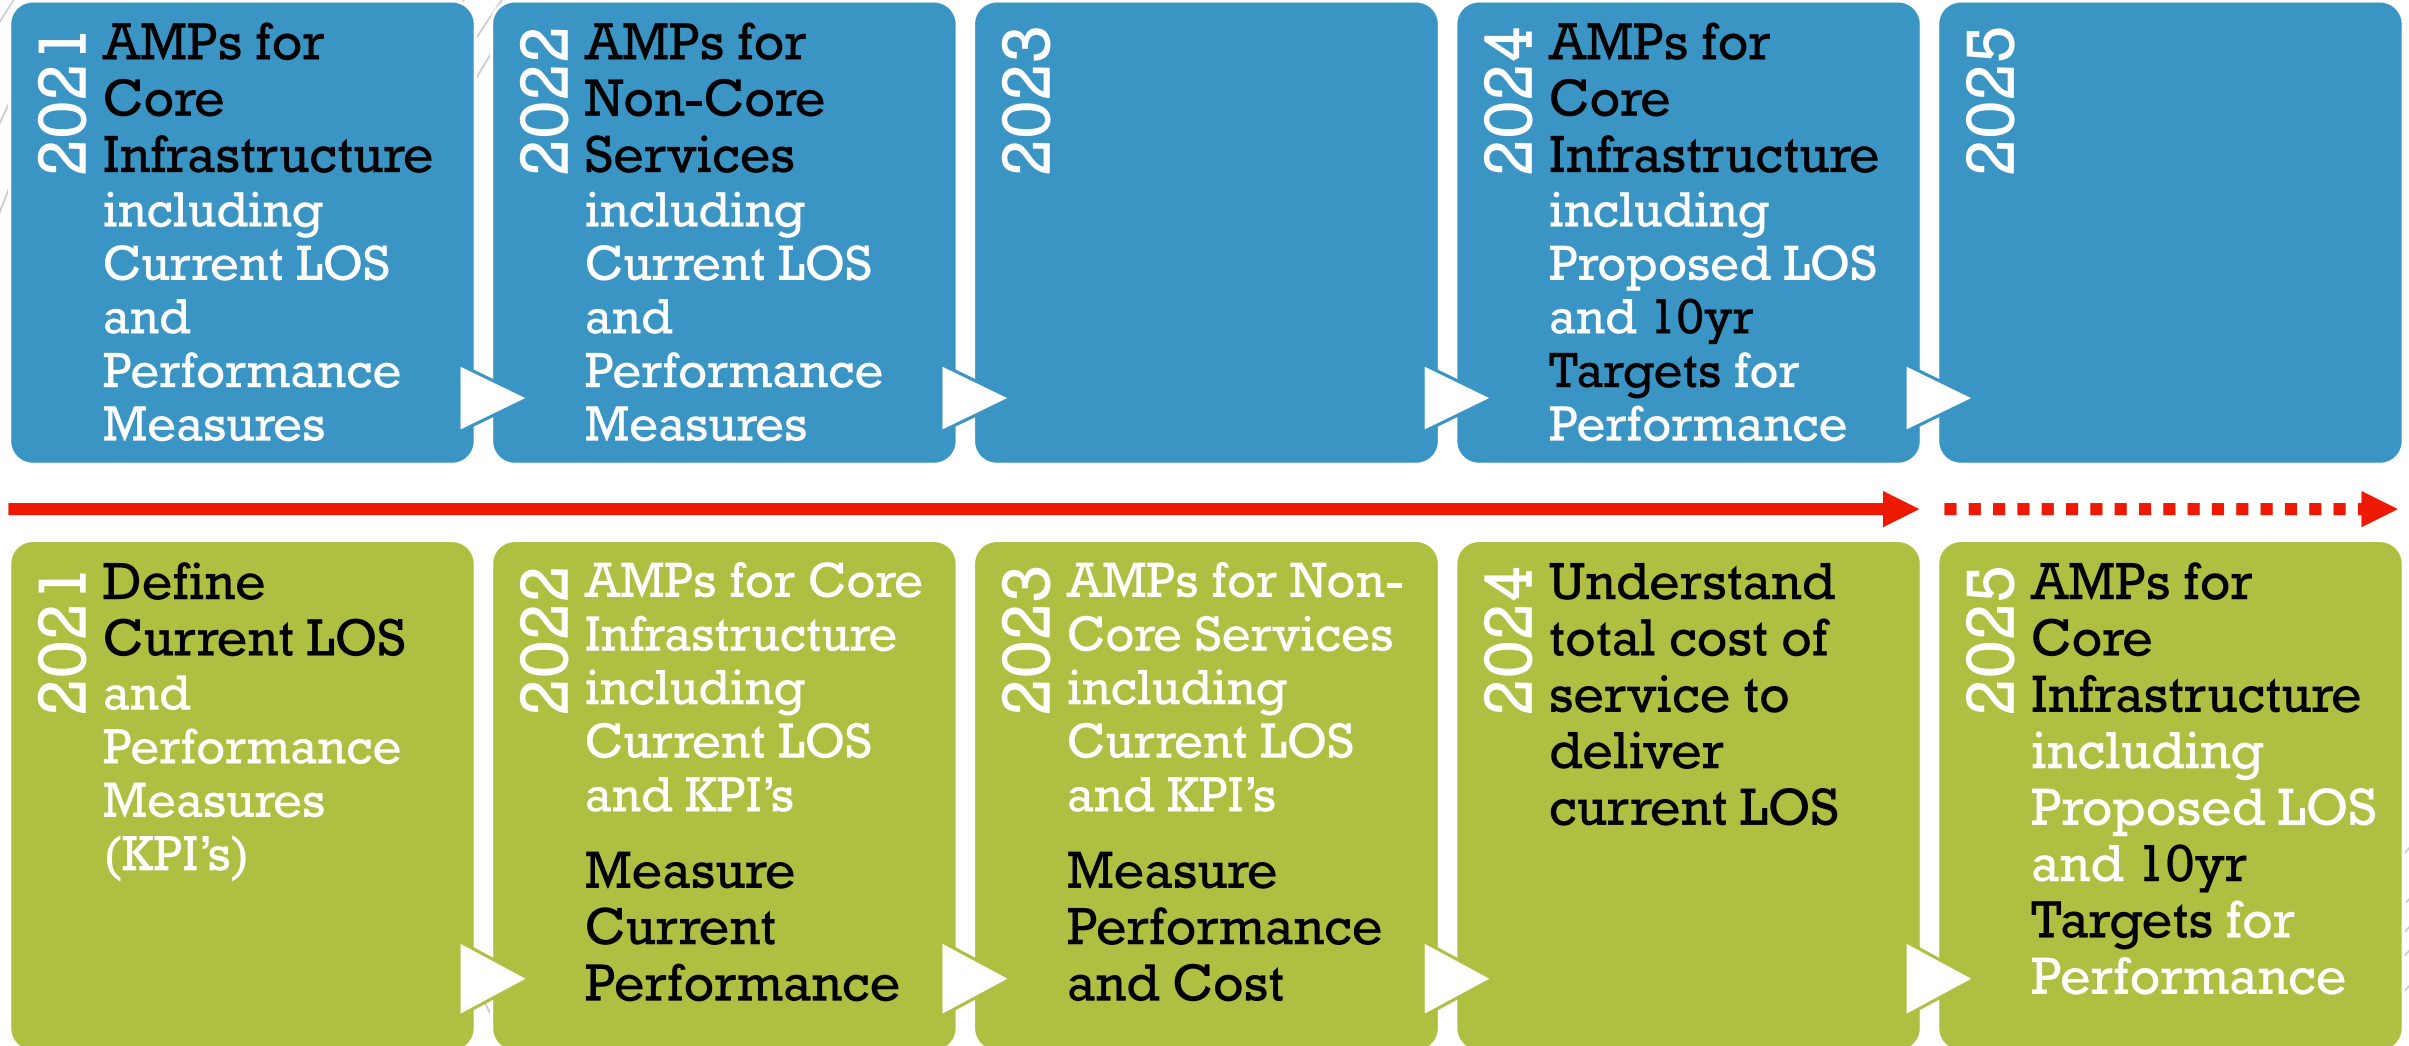 2021
AMPs for
Core
Infrastructure
including
Current LOS
and
Performance
Measures
2022
AMPs for
Non-Core
Services
including
Current LOS
and
Performance
Measures
2023
2024
AMPs for
Core
Infrastructure
including
Proposed LOS
and 10yr
Targets for
Performance
2025
2021
Define
Current LOS
and
Performance
Measures
(KPI’s)
2022
AMPs for Core
Infrastructure
including
Current LOS
and KPI’s
Measure
Current
Performance
2023
AMPs for Non-
Core Services
including
Current LOS
and KPI’s
Measure
Performance
and Cost
2024
Understand
total cost of
service to
deliver
current LOS
2025
AMPs for
Core
Infrastructure
including
Proposed LOS
and 10yr
Targets for
Performance